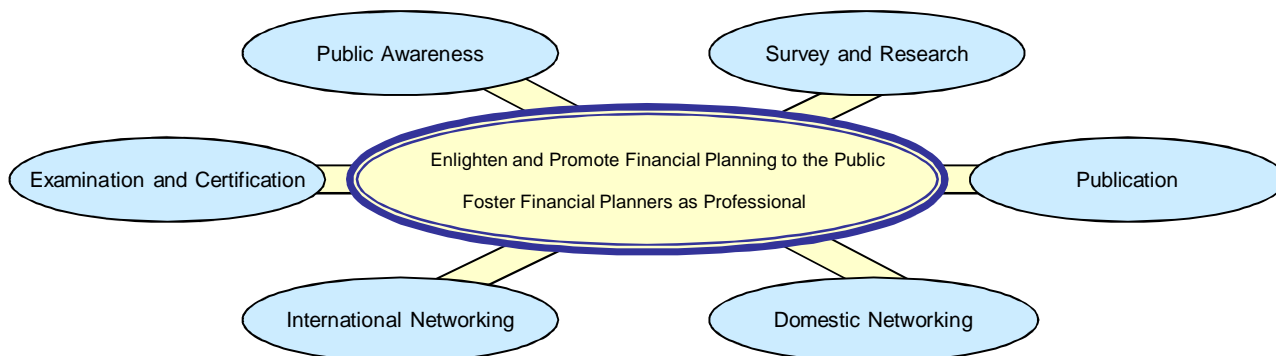 Public Awareness
Survey and Research
Enlighten and Promote Financial Planning to the Public
Foster Financial Planners as Professional
Examination and Certification
Publication
International Networking
Domestic Networking